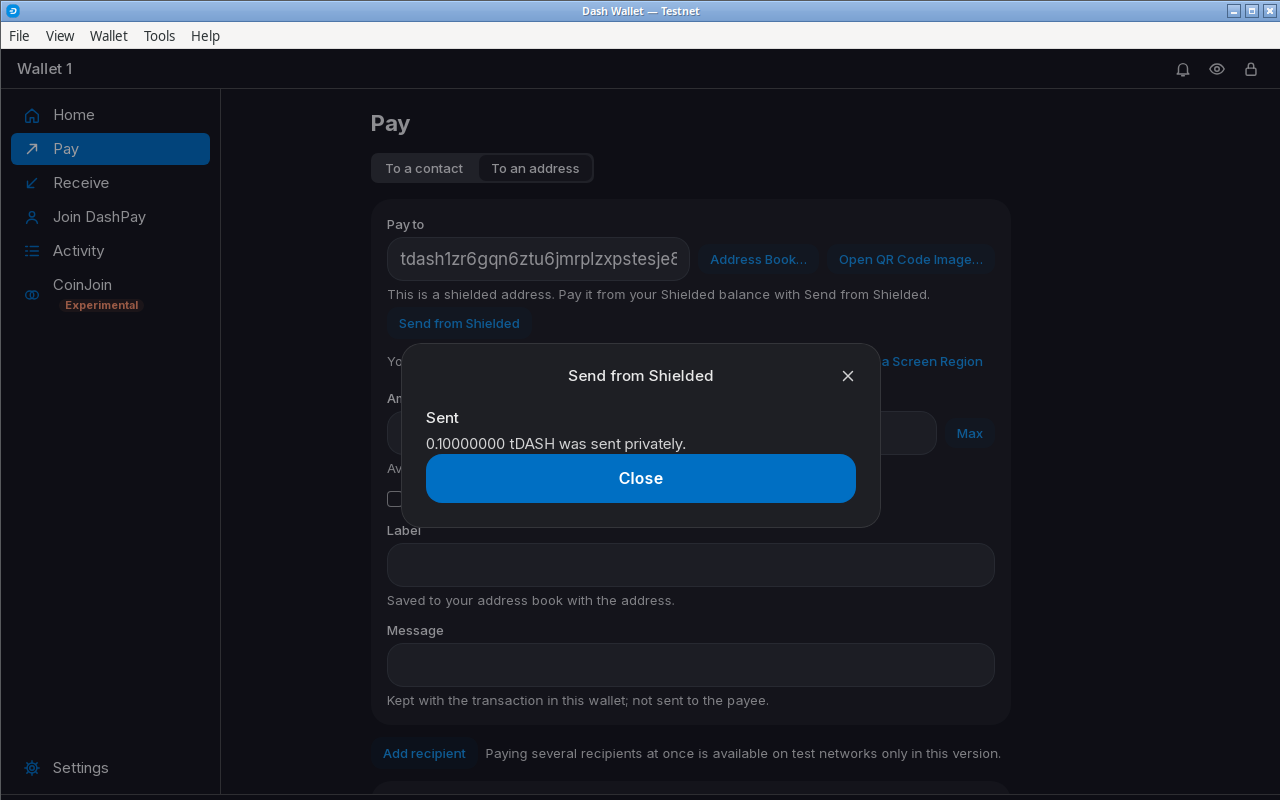 Dash Wallet — Testnet
File View Wallet Tools Help
Wallet 1
Home
Pay
Receive
Join DashPay
Activity
CoinJoin
Experimental
Settings
Pay
To a contact To an address
Pay to
tdash1zr6gqn6ztu6jmrplzxpstesje8 Address Book... Open QR Code Image...
This is a shielded address. Pay it from your Shielded balance with Send from Shielded.
Send from Shielded
a Screen Region
Max
Send from Shielded
Sent
0.10000000 tDASH was sent privately.
Close
Label
Saved to your address book with the address.
Message
Kept with the transaction in this wallet; not sent to the payee.
Add recipient Paying several recipients at once is available on test networks only in this version.